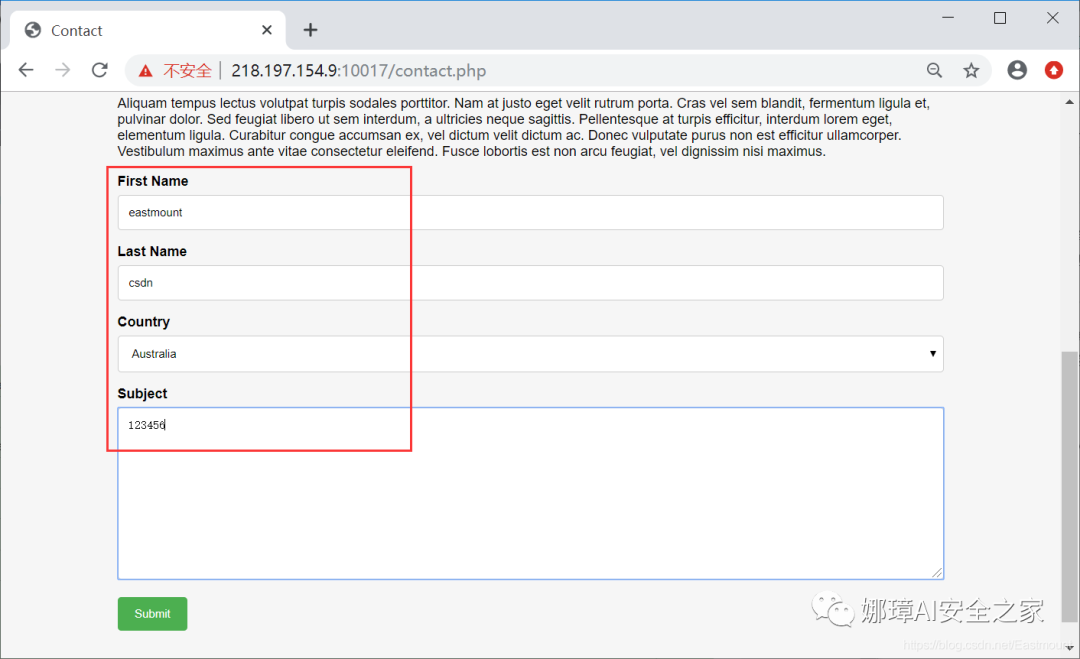 Contact
不安全 218.197.154.9:10017/contact.php
Aliquam tempus lectus volutpat turpis sodales porttitor. Nam at justo eget velit rutrum porta. Cras vel sem blandit, fermentum ligula et,
pulvinar dolor. Sed feugiat libero ut sem interdum, a ultricies neque sagittis. Pellentesque at turpis efficitur, interdum lorem eget,
elementum ligula. Curabitur congue accumsan ex, vel dictum velit dictum ac. Donec vulputate purus non est efficitur ullamcorper.
Vestibulum maximus ante vitae consectetur eleifend. Fusce lobortis est non arcu feugiat, vel dignissim nisi maximus.
First Name
eastmount
Last Name
csdn
Country
Australia
Subject
123456
Submit
娜璋AI安全之家
https://blog.csdn.net/Eastmount